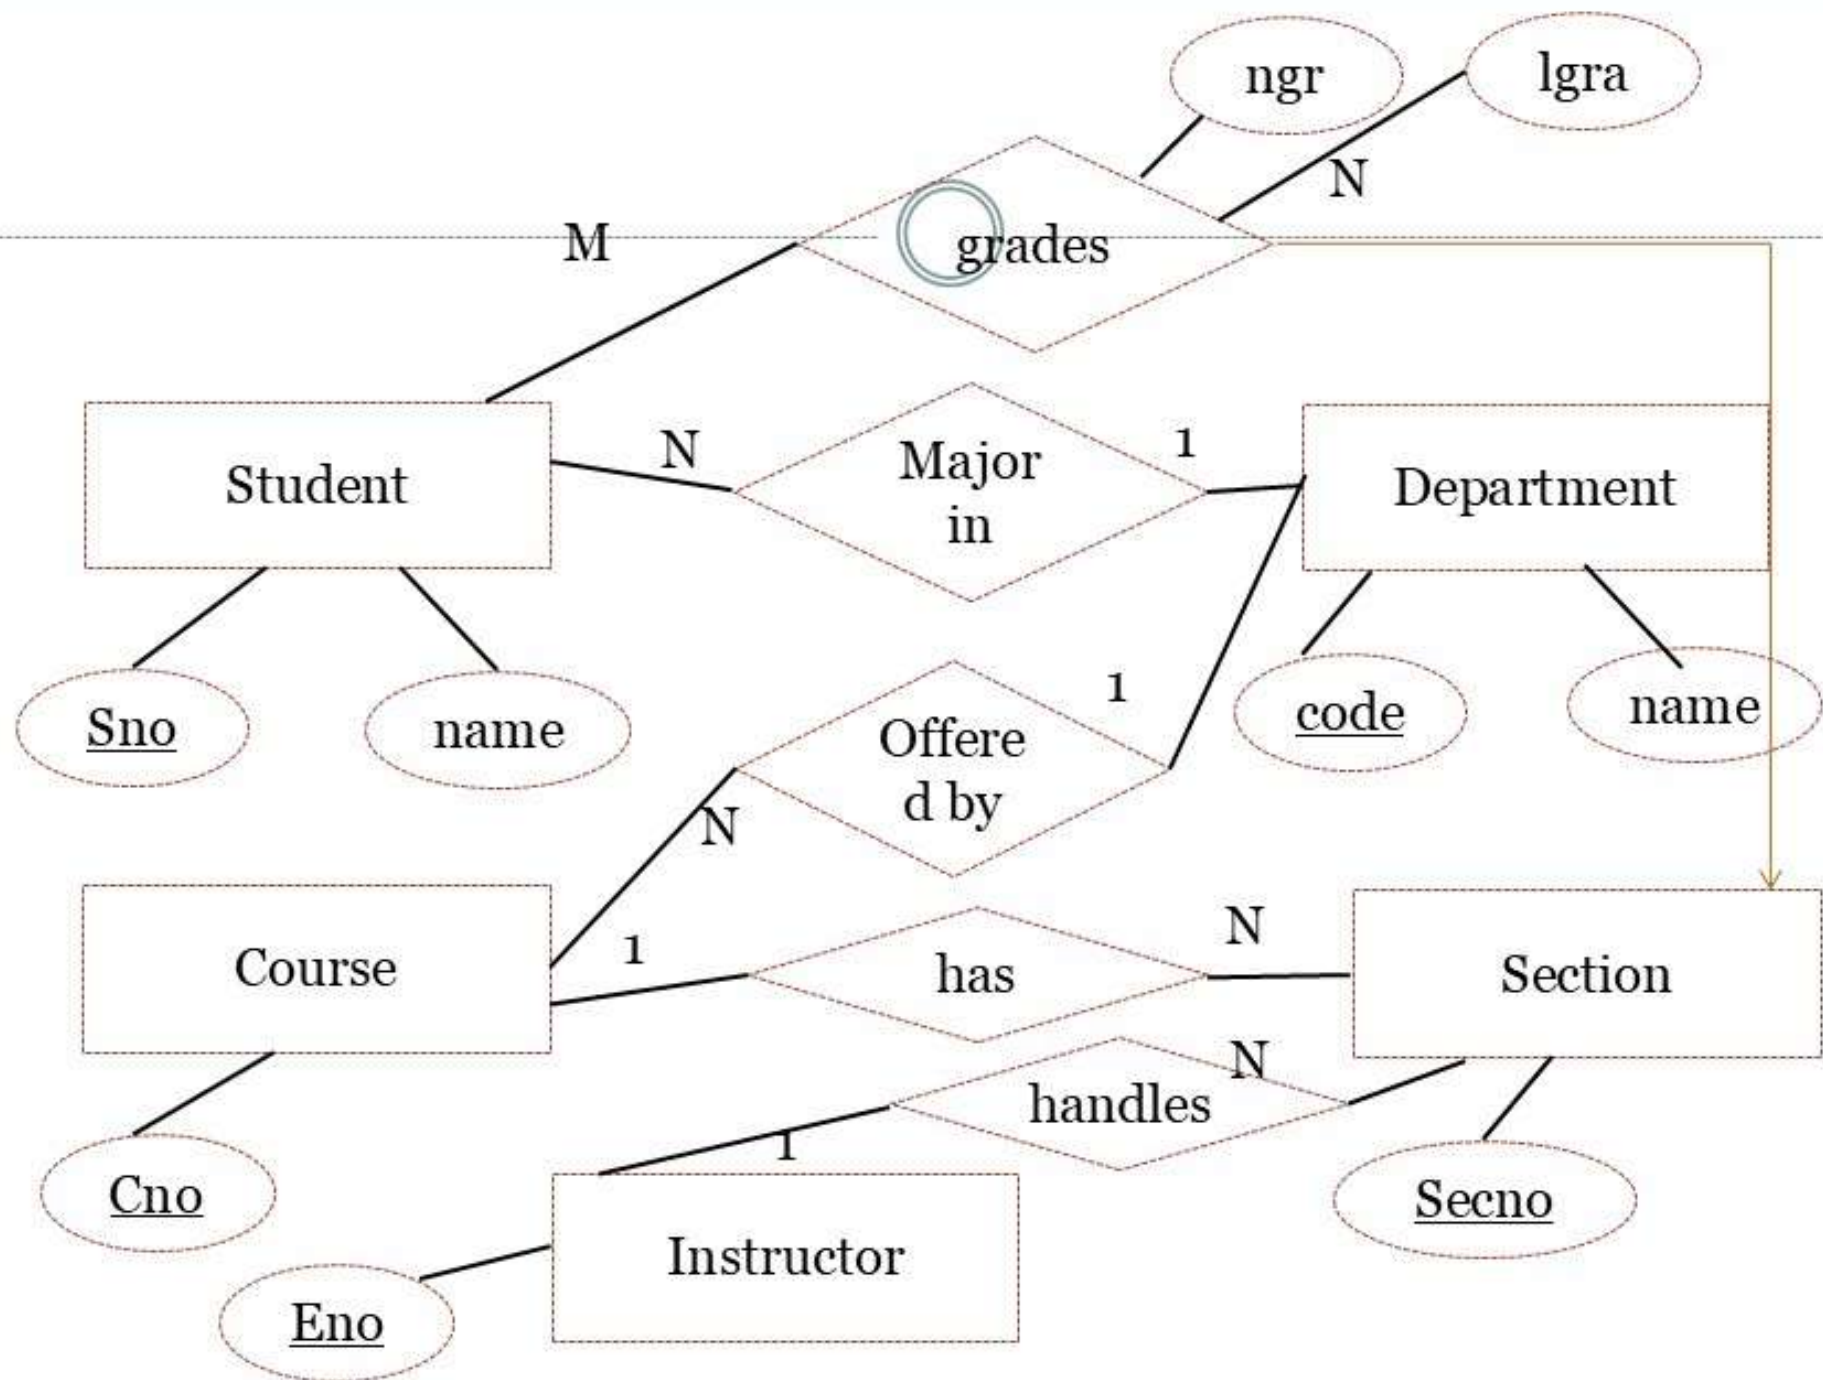 ngr
lgra
N
M
grades
N
Major
in
1
Student
Department
Sno
name
code
name
1
Offere
d by
N
Course
1
has
N
Section
N
handles
1
Cno
Secno
Instructor
Eno